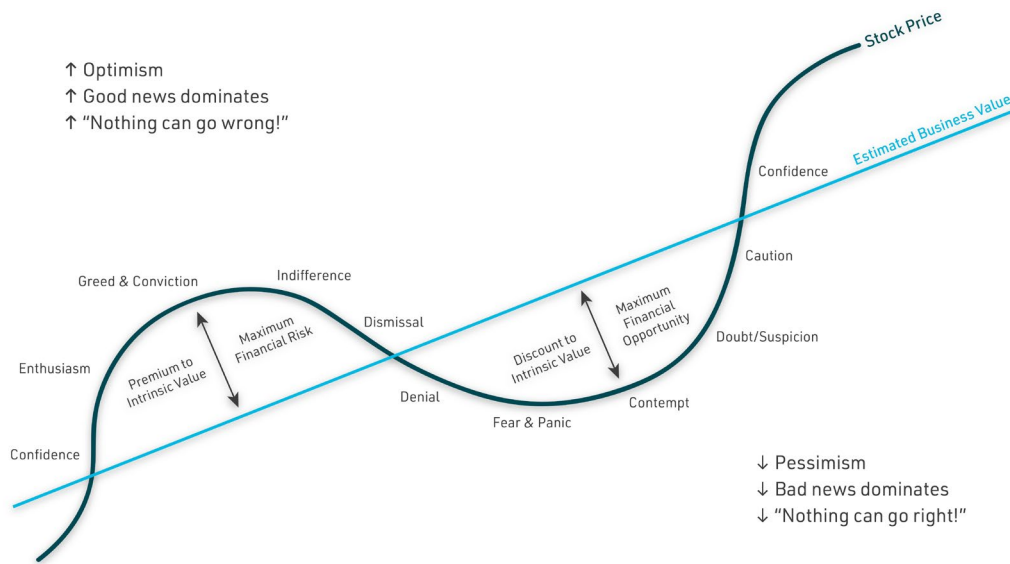 Stock Price
↑ Optimism
↑ Good news dominates
↑ “Nothing can go wrong!”
Estimated Business Value
Confidence
Greed & Conviction
Indifference
Caution
Maximum
Financial Risk
Premium to
Intrinsic Value
Dismissal
Maximum
Financial
Opportunity
Discount to
Intrinsic Value
Doubt/Suspicion
Enthusiasm
Denial
Contempt
Fear & Panic
Confidence
↓ Pessimism
↓ Bad news dominates
↓ “Nothing can go right!”